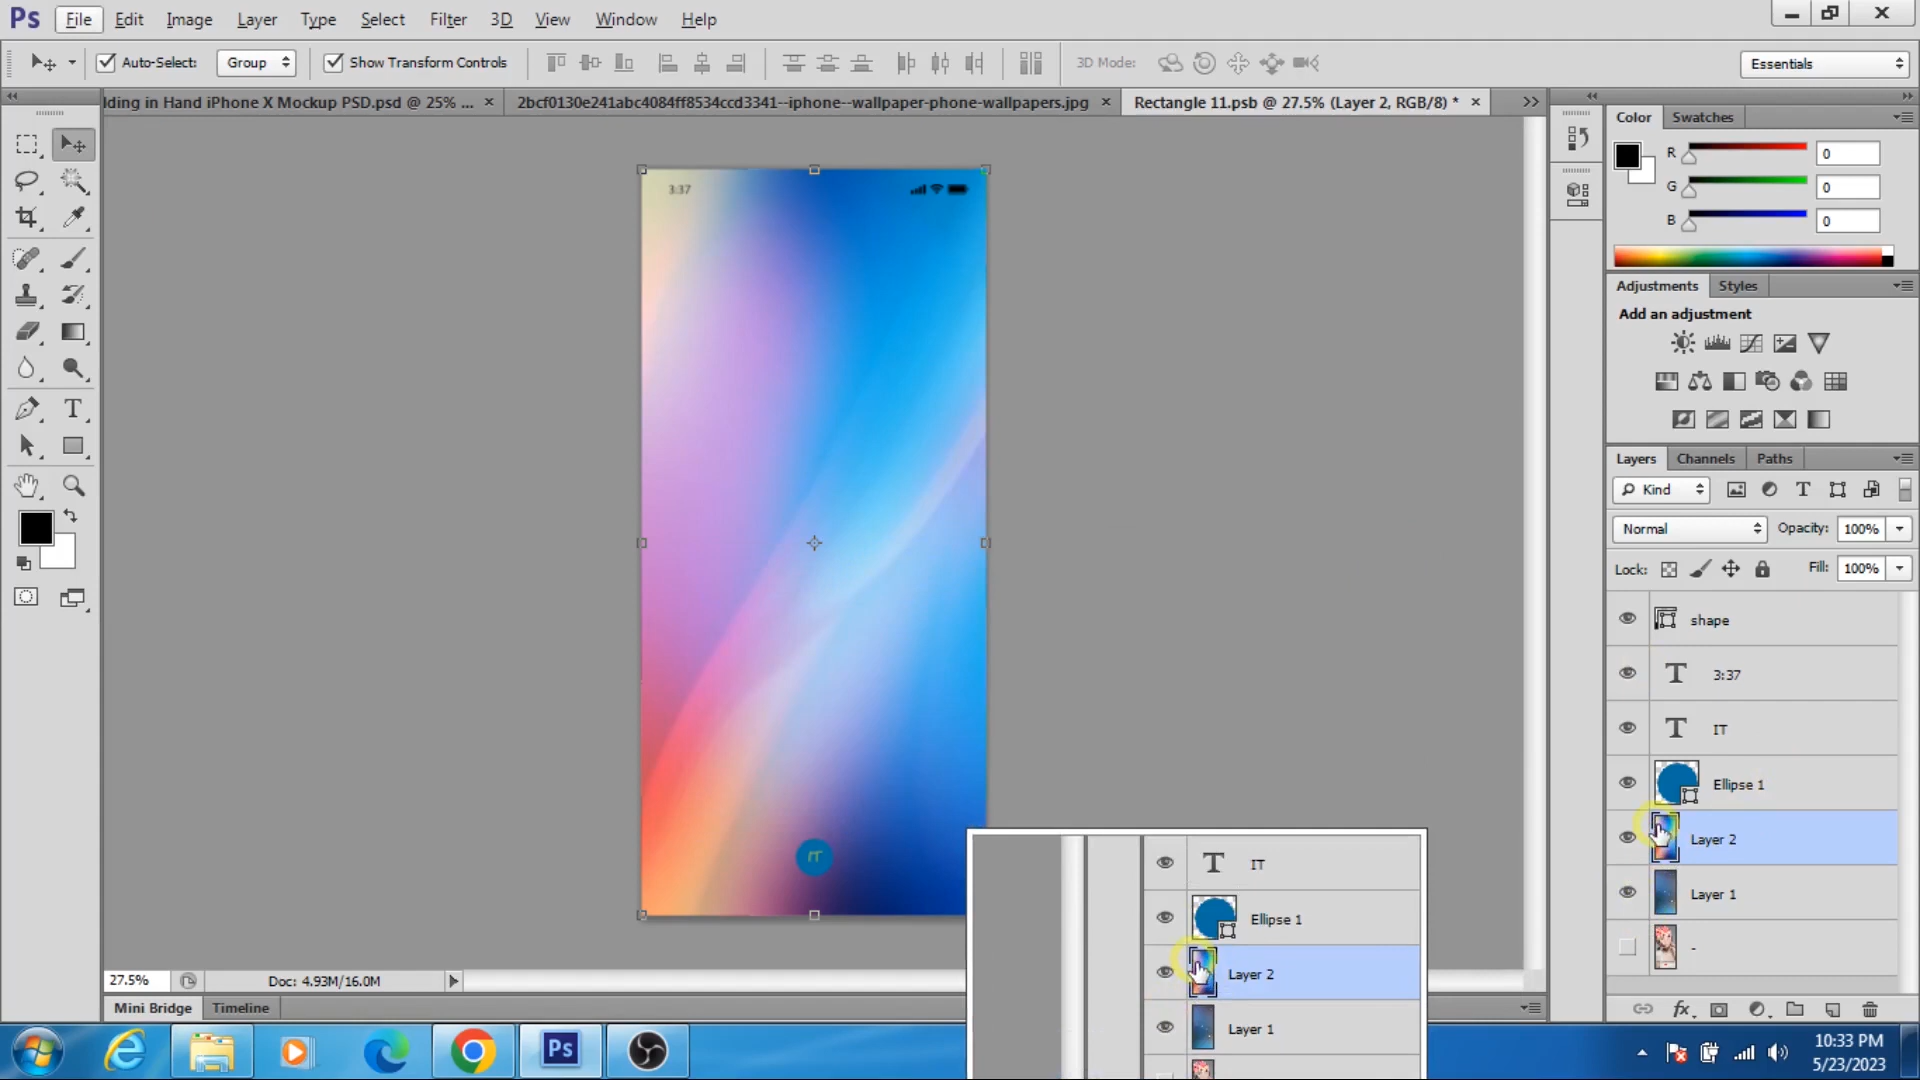 Ps File Edit Image Layer Type Select Filter 3D View Window Help
Auto-Select: Group Show Transform Controls 3D Mode: Essentials
lding in Hand iPhone X Mockup PSD.psd @ 25% ... × 2bcf0130e241abc4084ff8534ccd3341--iphone--wallpaper-phone-wallpapers.jpg × Rectangle 11.psb @ 27.5% (Layer 2, RGB/8) * ×
Color Swatches
R 0
G 0
B 0
3:37
Adjustments Styles
Add an adjustment
Layers Channels Paths
Kind
Normal Opacity: 100%
Lock: Fill: 100%
shape
T 3:37
T IT
Ellipse 1
Layer 2
Layer 1
-
IT
T IT
Ellipse 1
Layer 2
Layer 1
27.5% Doc: 4.93M/16.0M
Mini Bridge Timeline
fx
Ps
10:33 PM
5/23/2023